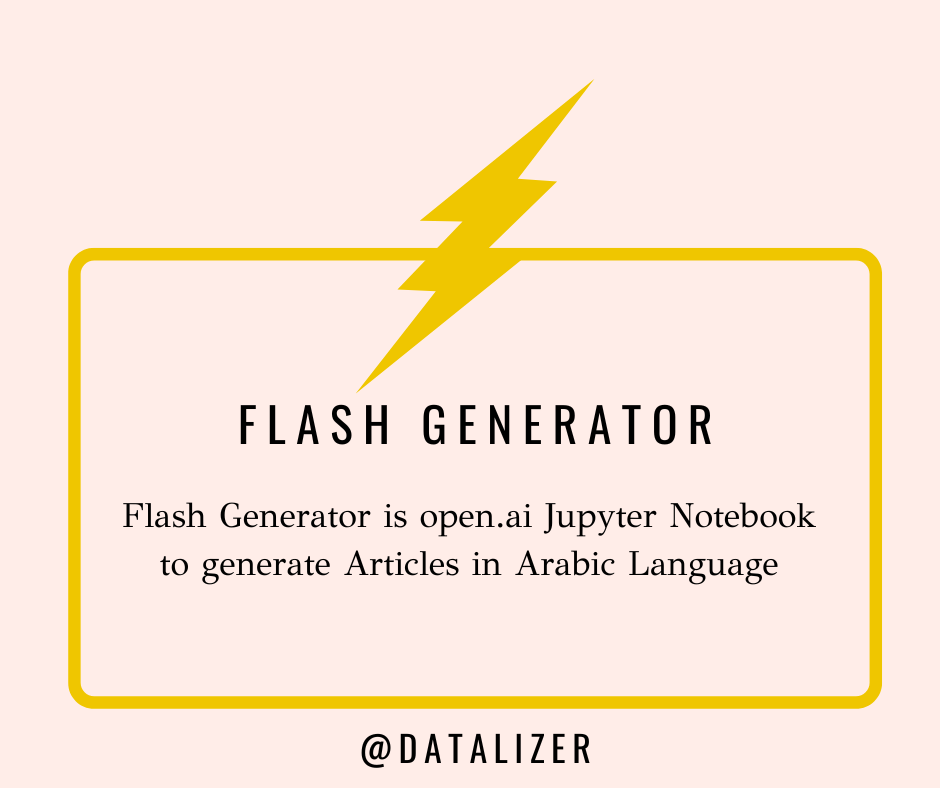 FLASH GENERATOR
Flash Generator is open.ai Jupyter Notebook
to generate Articles in Arabic Language
@DATALIZER